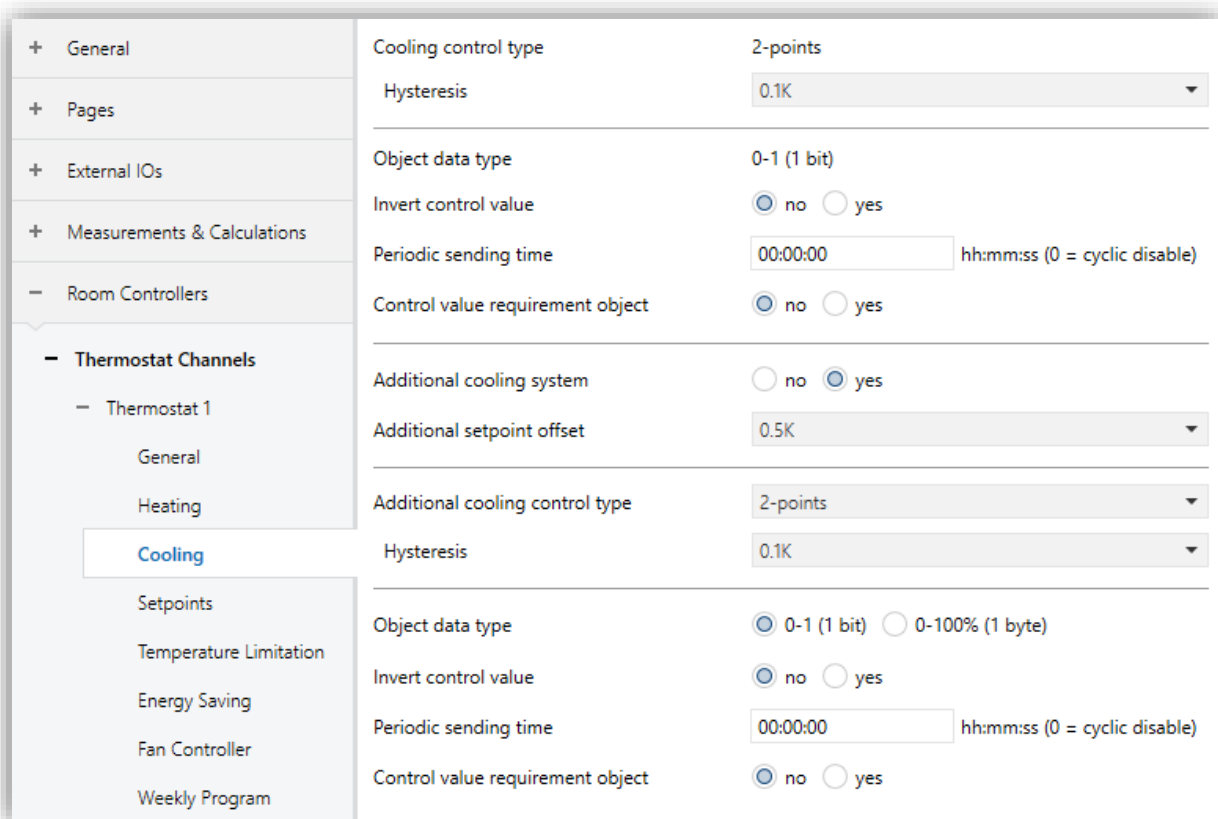 + General
+ Pages
+ External IOs
+ Measurements & Calculations
− Room Controllers
− Thermostat Channels
− Thermostat 1
General
Heating
Cooling
Setpoints
Temperature Limitation
Energy Saving
Fan Controller
Weekly Program
Cooling control type 2-points
Hysteresis 0.1K
Object data type 0-1 (1 bit)
Invert control value no yes
Periodic sending time 00:00:00 hh:mm:ss (0 = cyclic disable)
Control value requirement object no yes
Additional cooling system no yes
Additional setpoint offset 0.5K
Additional cooling control type 2-points
Hysteresis 0.1K
Object data type 0-1 (1 bit) 0-100% (1 byte)
Invert control value no yes
Periodic sending time 00:00:00 hh:mm:ss (0 = cyclic disable)
Control value requirement object no yes